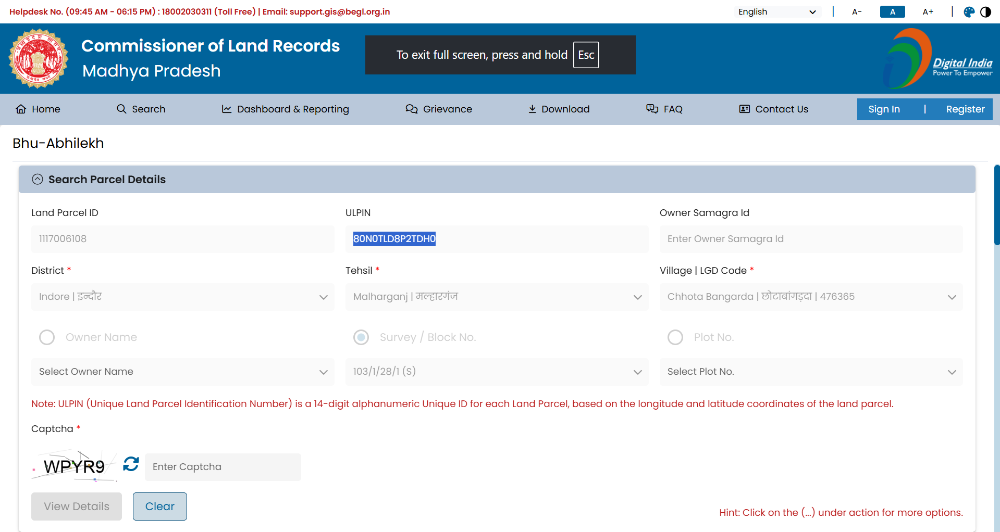 Helpdesk No. (09:45 AM - 06:15 PM) : 18002030311 (Toll Free) | Email: support.gis@begl.org.in
English
A-
A
A+
Commissioner of Land Records
Madhya Pradesh
To exit full screen, press and hold Esc
Digital India
Power To Empower
Home
Search
Dashboard & Reporting
Grievance
Download
FAQ
Contact Us
Sign In | Register
Bhu-Abhilekh
Search Parcel Details
Land Parcel ID
ULPIN
Owner Samagra Id
1117006108
80N0TLD8P2TDH0
Enter Owner Samagra Id
District *
Tehsil *
Village | LGD Code *
Indore | इन्दौर
Malharganj | मल्हारगंज
Chhota Bangarda | छोटाबांगड़दा | 476365
Owner Name
Survey / Block No.
Plot No.
Select Owner Name
103/1/28/1 (S)
Select Plot No.
Note: ULPIN (Unique Land Parcel Identification Number) is a 14-digit alphanumeric Unique ID for each Land Parcel, based on the longitude and latitude coordinates of the land parcel.
Captcha *
WPYR9
Enter Captcha
View Details
Clear
Hint: Click on the (...) under action for more options.